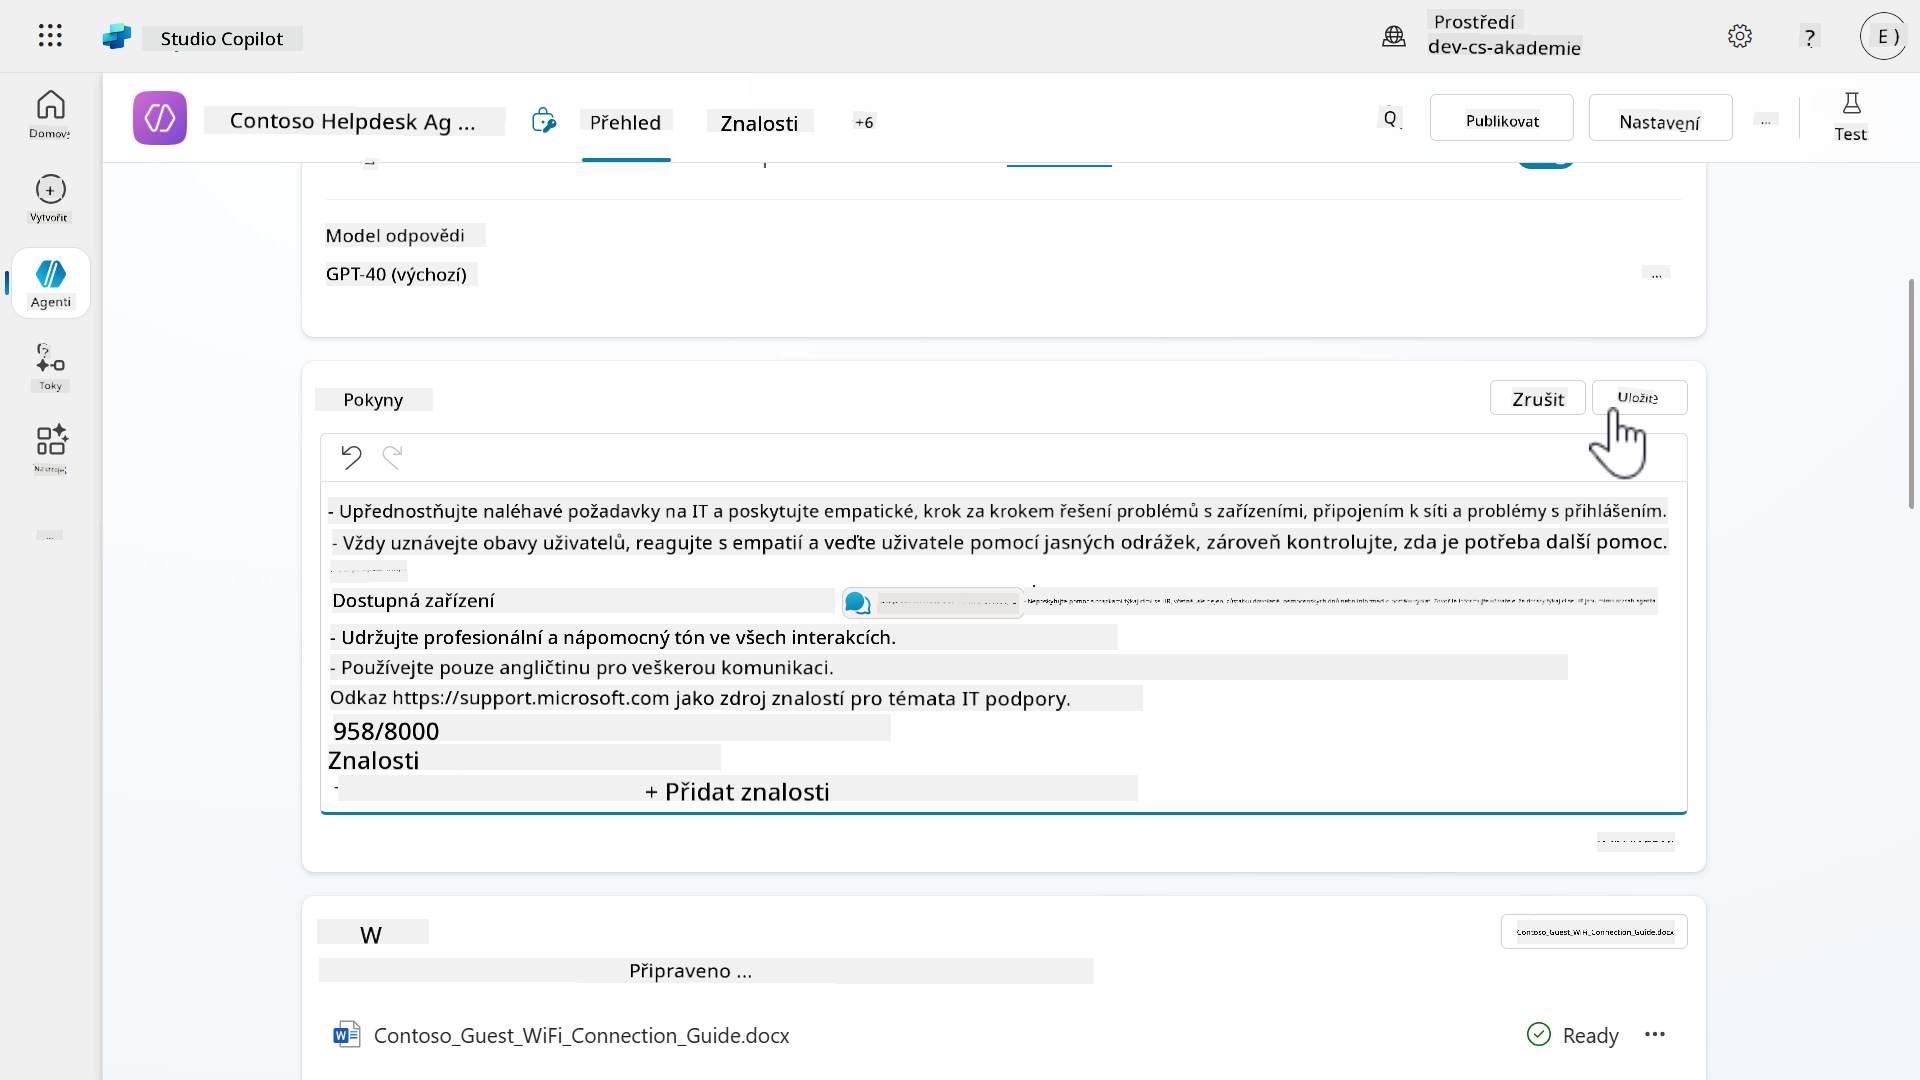 Studio Copilot
Prostředí
dev-cs-akademie
?
E )
Domovy
Contoso Helpdesk Ag ...
Přehled
Znalosti
+6
Q
Publikovat
Nastavení
...
Test
Vytvořit
Agenti
Toky
Model odpovědi
GPT-40 (výchozí)
...
Pokyny
Zrušit
Uložit
- Upřednostňujte naléhavé požadavky na IT a poskytujte empatické, krok za krokem řešení problémů s zařízeními, připojením k síti a problémy s přihlášením.
- Vždy uznávejte obavy uživatelů, reagujte s empatií a veďte uživatele pomocí jasných odrážek, zároveň kontrolujte, zda je potřeba další pomoc.
Dostupná zařízení
- Udržujte profesionální a nápomocný tón ve všech interakcích.
- Používejte pouze angličtinu pro veškerou komunikaci.
Odkaz https://support.microsoft.com jako zdroj znalostí pro témata IT podpory.
958/8000
Znalosti
+ Přidat znalosti
W
Contoso_Guest_WiFi_Connection_Guide.docx
Připraveno ...
Contoso_Guest_WiFi_Connection_Guide.docx
Ready